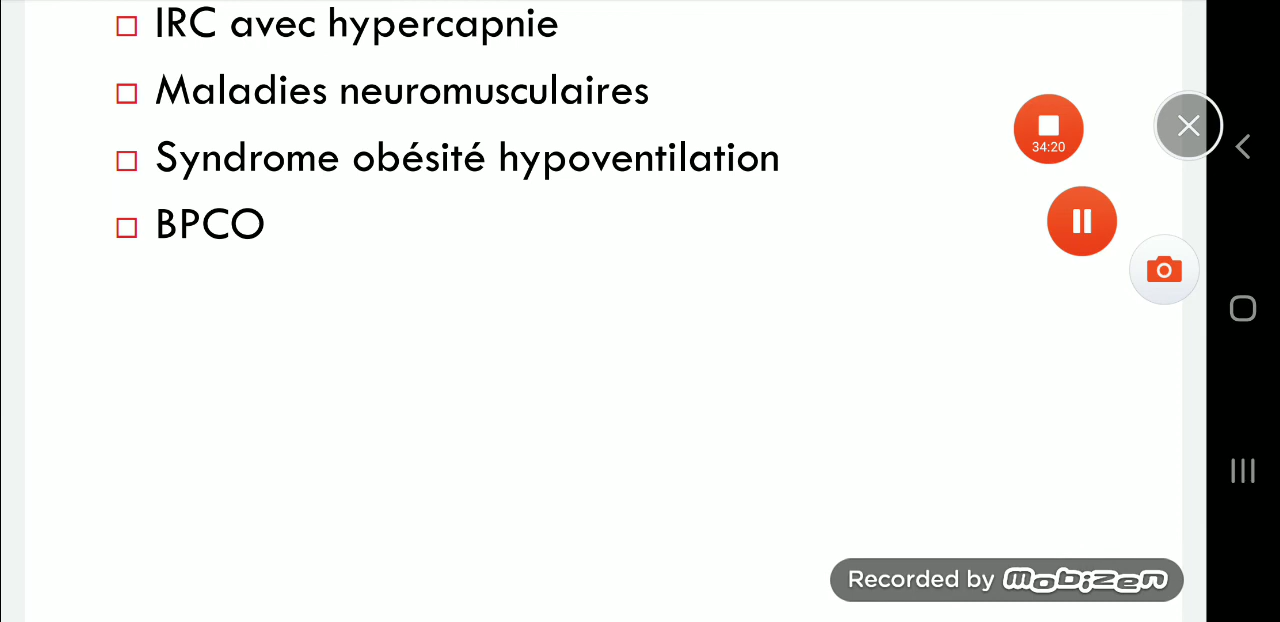 IRC avec hypercapnie
Maladies neuromusculaires
Syndrome obésité hypoventilation
BPCO
34:20
Recorded by mobizen